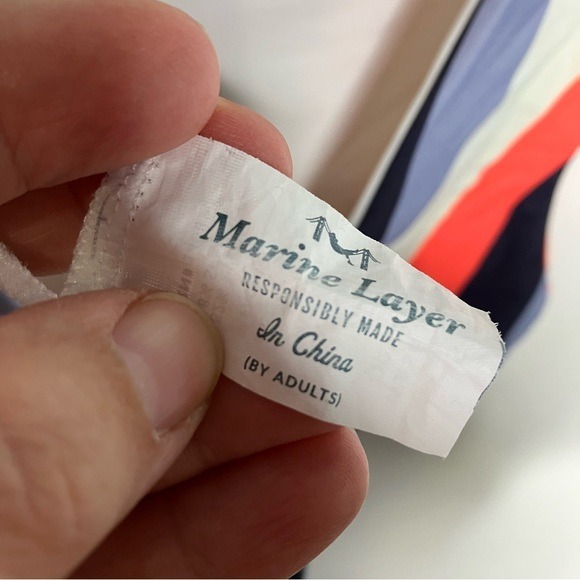 Marine Layer
RESPONSIBLY MADE
In China
(BY ADULTS)